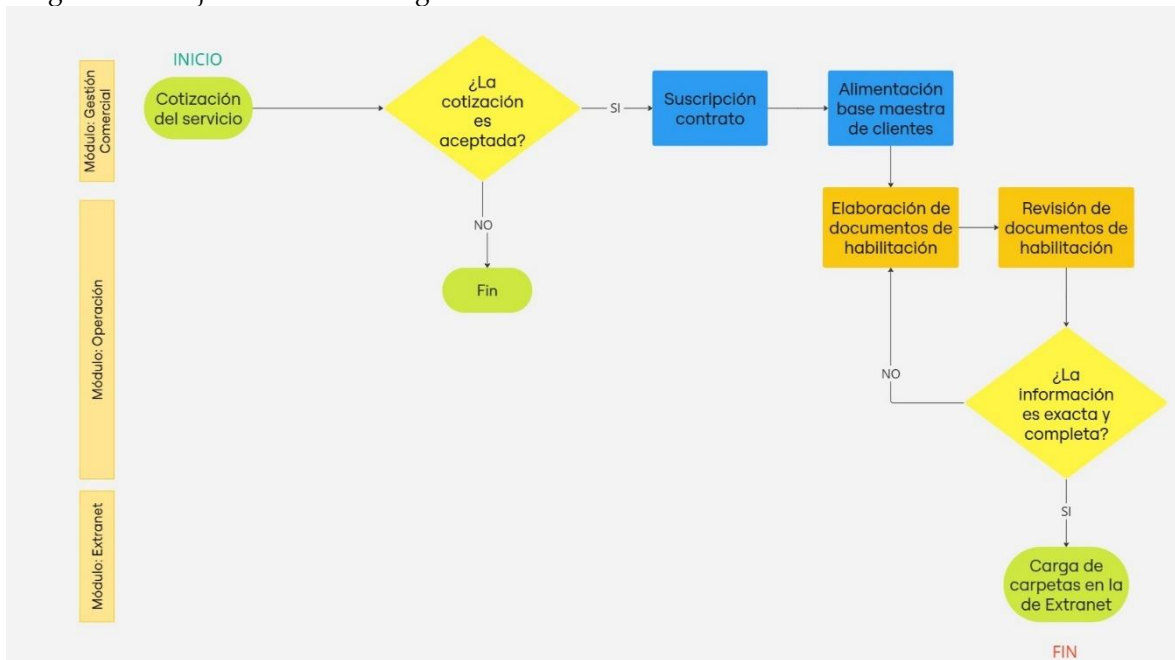 INICIO
Módulo: Gestión
Comercial
Cotización
del servicio
¿La
cotización
es
aceptada?
SI
Suscripción
contrato
Alimentación
base maestra
de clientes
NO
Fin
Módulo: Operación
Elaboración de
documentos de
habilitación
Revisión de
documentos de
habilitación
NO
¿La
información
es exacta y
completa?
SI
Módulo: Extranet
Carga de
carpetas en la
de Extranet
FIN